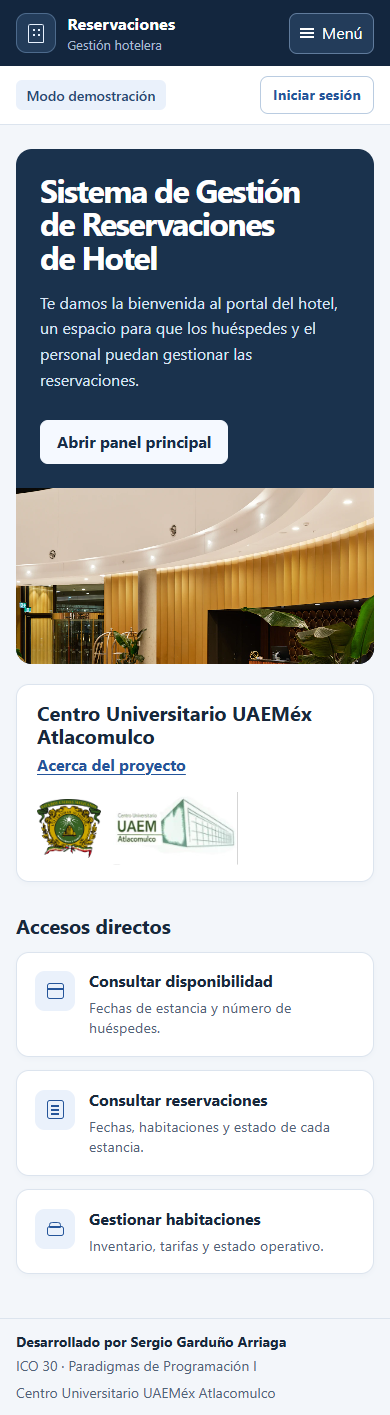 Reservaciones
Gestión hotelera
Menú
Modo demostración
Iniciar sesión
Sistema de Gestión
de Reservaciones
de Hotel
Te damos la bienvenida al portal del hotel,
un espacio para que los huéspedes y el
personal puedan gestionar las
reservaciones.
Abrir panel principal
Centro Universitario UAEMéx
Atlacomulco
Acerca del proyecto
Centro Universitario
UAEM
Atlacomulco
Accesos directos
Consultar disponibilidad
Fechas de estancia y número de
huéspedes.
Consultar reservaciones
Fechas, habitaciones y estado de cada
estancia.
Gestionar habitaciones
Inventario, tarifas y estado operativo.
Desarrollado por Sergio Garduño Arriaga
ICO 30 · Paradigmas de Programación I
Centro Universitario UAEMéx Atlacomulco